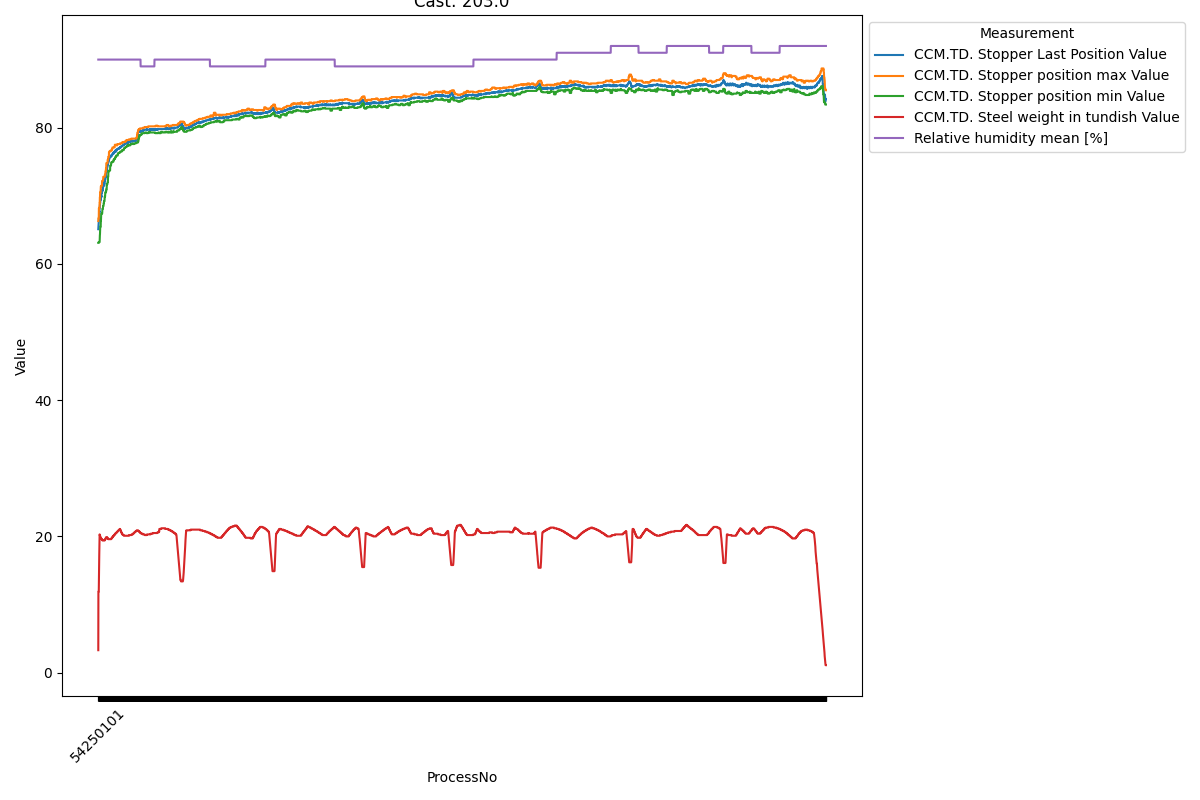 Cast: 203.0
Measurement
CCM.TD. Stopper Last Position Value
CCM.TD. Stopper position max Value
CCM.TD. Stopper position min Value
CCM.TD. Steel weight in tundish Value
Relative humidity mean [%]
Value
80
60
40
20
0
54250101
ProcessNo